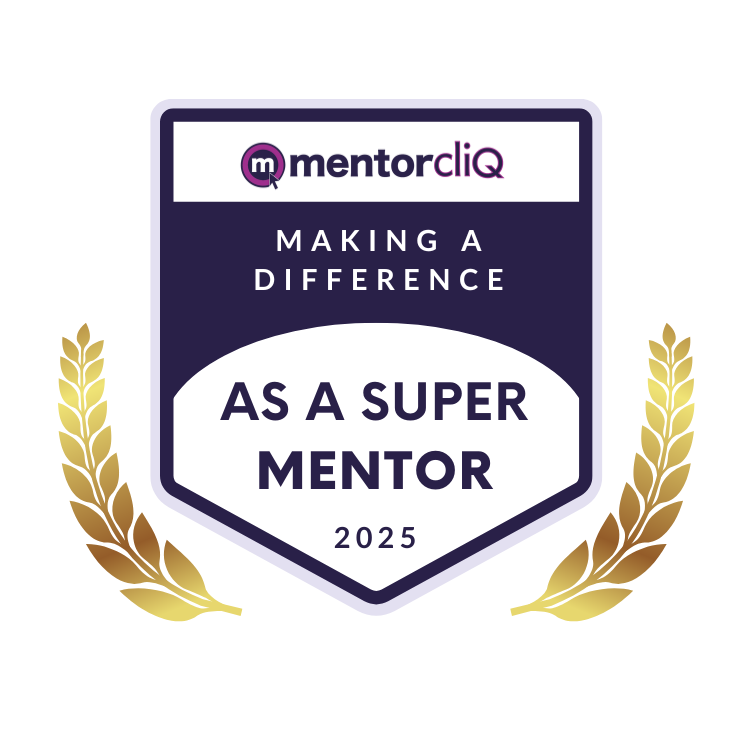 m mentorcliQ
MAKING A
DIFFERENCE
AS A SUPER
MENTOR
2025